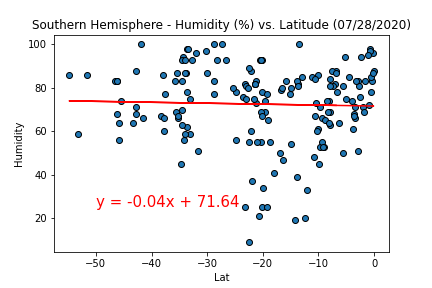 Southern Hemisphere - Humidity (%) vs. Latitude (07/28/2020)
100
80
60
40
20
Humidity
y = -0.04x + 71.64
−50 −40 −30 −20 −10 0
Lat